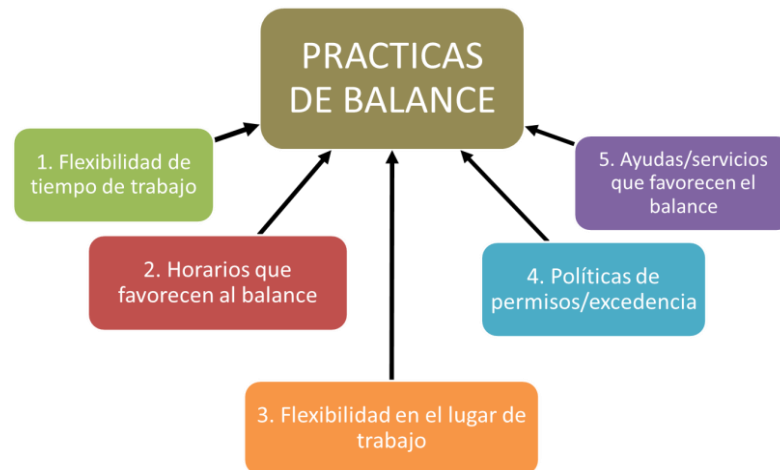 PRACTICAS
DE BALANCE
1. Flexibilidad de
tiempo de trabajo
2. Horarios que
favorecen al balance
3. Flexibilidad en el lugar de
trabajo
4. Políticas de
permisos/excedencia
5. Ayudas/servicios
que favorecen el
balance